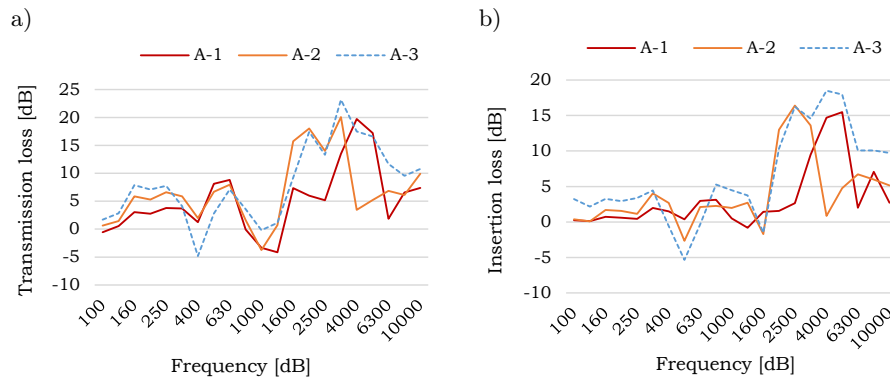 a)
A-1 A-2 A-3
Transmission loss [dB]
25
20
15
10
5
0
-5
-10
100 160 250 400 630 1000 1600 2500 4000 6300 10000
Frequency [dB]
b)
A-1 A-2 A-3
Insertion loss [dB]
20
15
10
5
0
-5
-10
100 160 250 400 630 1000 1600 2500 4000 6300 10000
Frequency [dB]